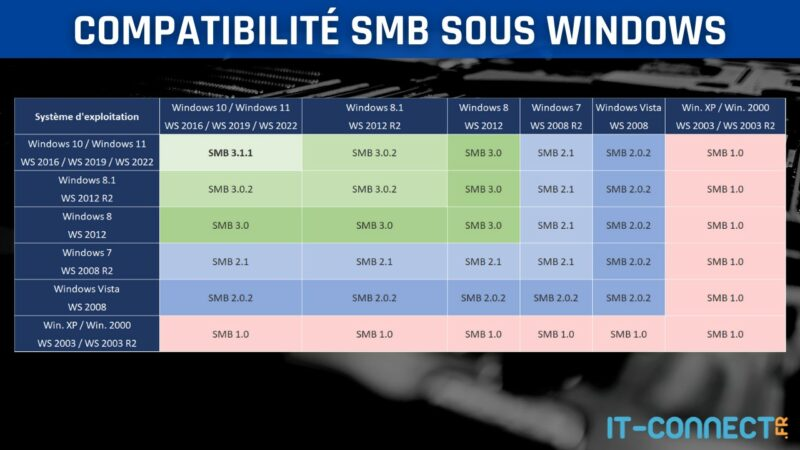 COMPATIBILITÉ SMB SOUS WINDOWS
Système d'exploitation
Windows 10 / Windows 11
WS 2016 / WS 2019 / WS 2022
Windows 8.1
WS 2012 R2
Windows 8
WS 2012
Windows 7
WS 2008 R2
Windows Vista
WS 2008
Win. XP / Win. 2000
WS 2003 / WS 2003 R2
Windows 10 / Windows 11
WS 2016 / WS 2019 / WS 2022
SMB 3.1.1 SMB 3.0.2 SMB 3.0 SMB 2.1 SMB 2.0.2 SMB 1.0
Windows 8.1
WS 2012 R2
SMB 3.0.2 SMB 3.0.2 SMB 3.0 SMB 2.1 SMB 2.0.2 SMB 1.0
Windows 8
WS 2012
SMB 3.0 SMB 3.0 SMB 3.0 SMB 2.1 SMB 2.0.2 SMB 1.0
Windows 7
WS 2008 R2
SMB 2.1 SMB 2.1 SMB 2.1 SMB 2.1 SMB 2.0.2 SMB 1.0
Windows Vista
WS 2008
SMB 2.0.2 SMB 2.0.2 SMB 2.0.2 SMB 2.0.2 SMB 2.0.2 SMB 1.0
Win. XP / Win. 2000
WS 2003 / WS 2003 R2
SMB 1.0 SMB 1.0 SMB 1.0 SMB 1.0 SMB 1.0 SMB 1.0
IT-CONNECT.FR